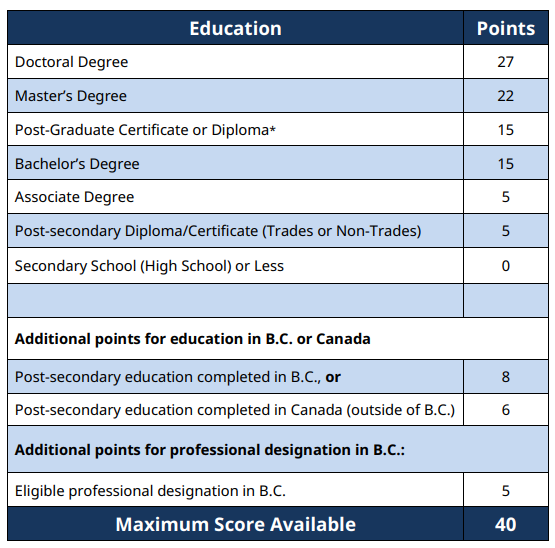 Education Points
Doctoral Degree 27
Master’s Degree 22
Post-Graduate Certificate or Diploma* 15
Bachelor’s Degree 15
Associate Degree 5
Post-secondary Diploma/Certificate (Trades or Non-Trades) 5
Secondary School (High School) or Less 0
Additional points for education in B.C. or Canada
Post-secondary education completed in B.C., or 8
Post-secondary education completed in Canada (outside of B.C.) 6
Additional points for professional designation in B.C.:
Eligible professional designation in B.C. 5
Maximum Score Available 40